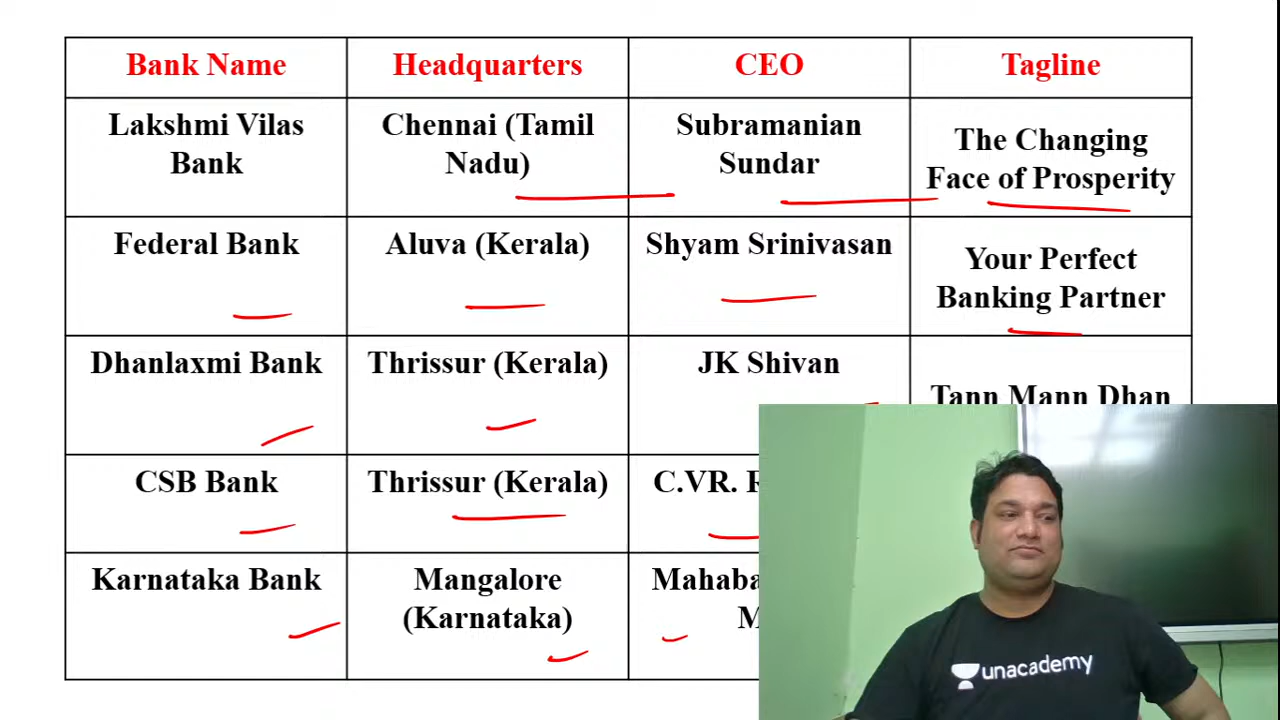 Bank Name Headquarters CEO Tagline
Lakshmi Vilas
Bank
Chennai (Tamil
Nadu)
Subramanian
Sundar
The Changing
Face of Prosperity
Federal Bank
Aluva (Kerala)
Shyam Srinivasan
Your Perfect
Banking Partner
Dhanlaxmi Bank
Thrissur (Kerala)
JK Shivan
Tann Mann Dhan
CSB Bank
Thrissur (Kerala)
C.VR.
Karnataka Bank
Mangalore
(Karnataka)
unacademy